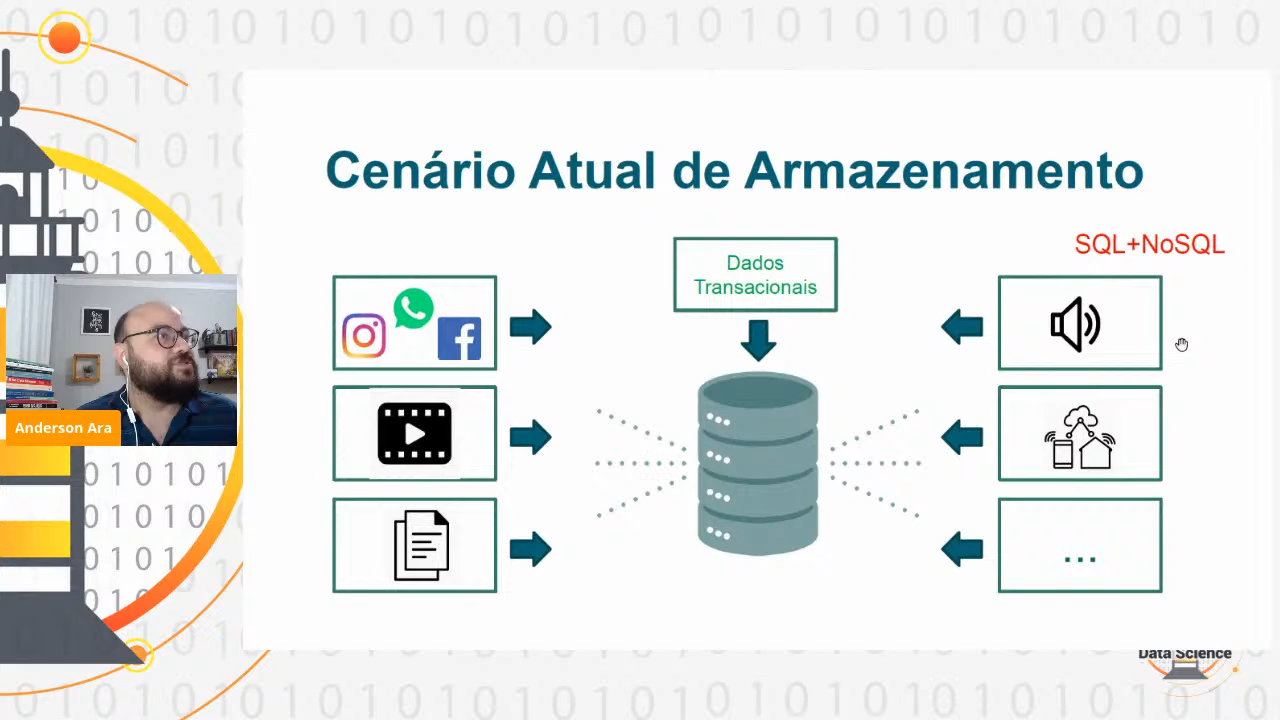 Cenário Atual de Armazenamento
SQL+NoSQL
Dados
Transacionais
...
Anderson Ara
Data Science